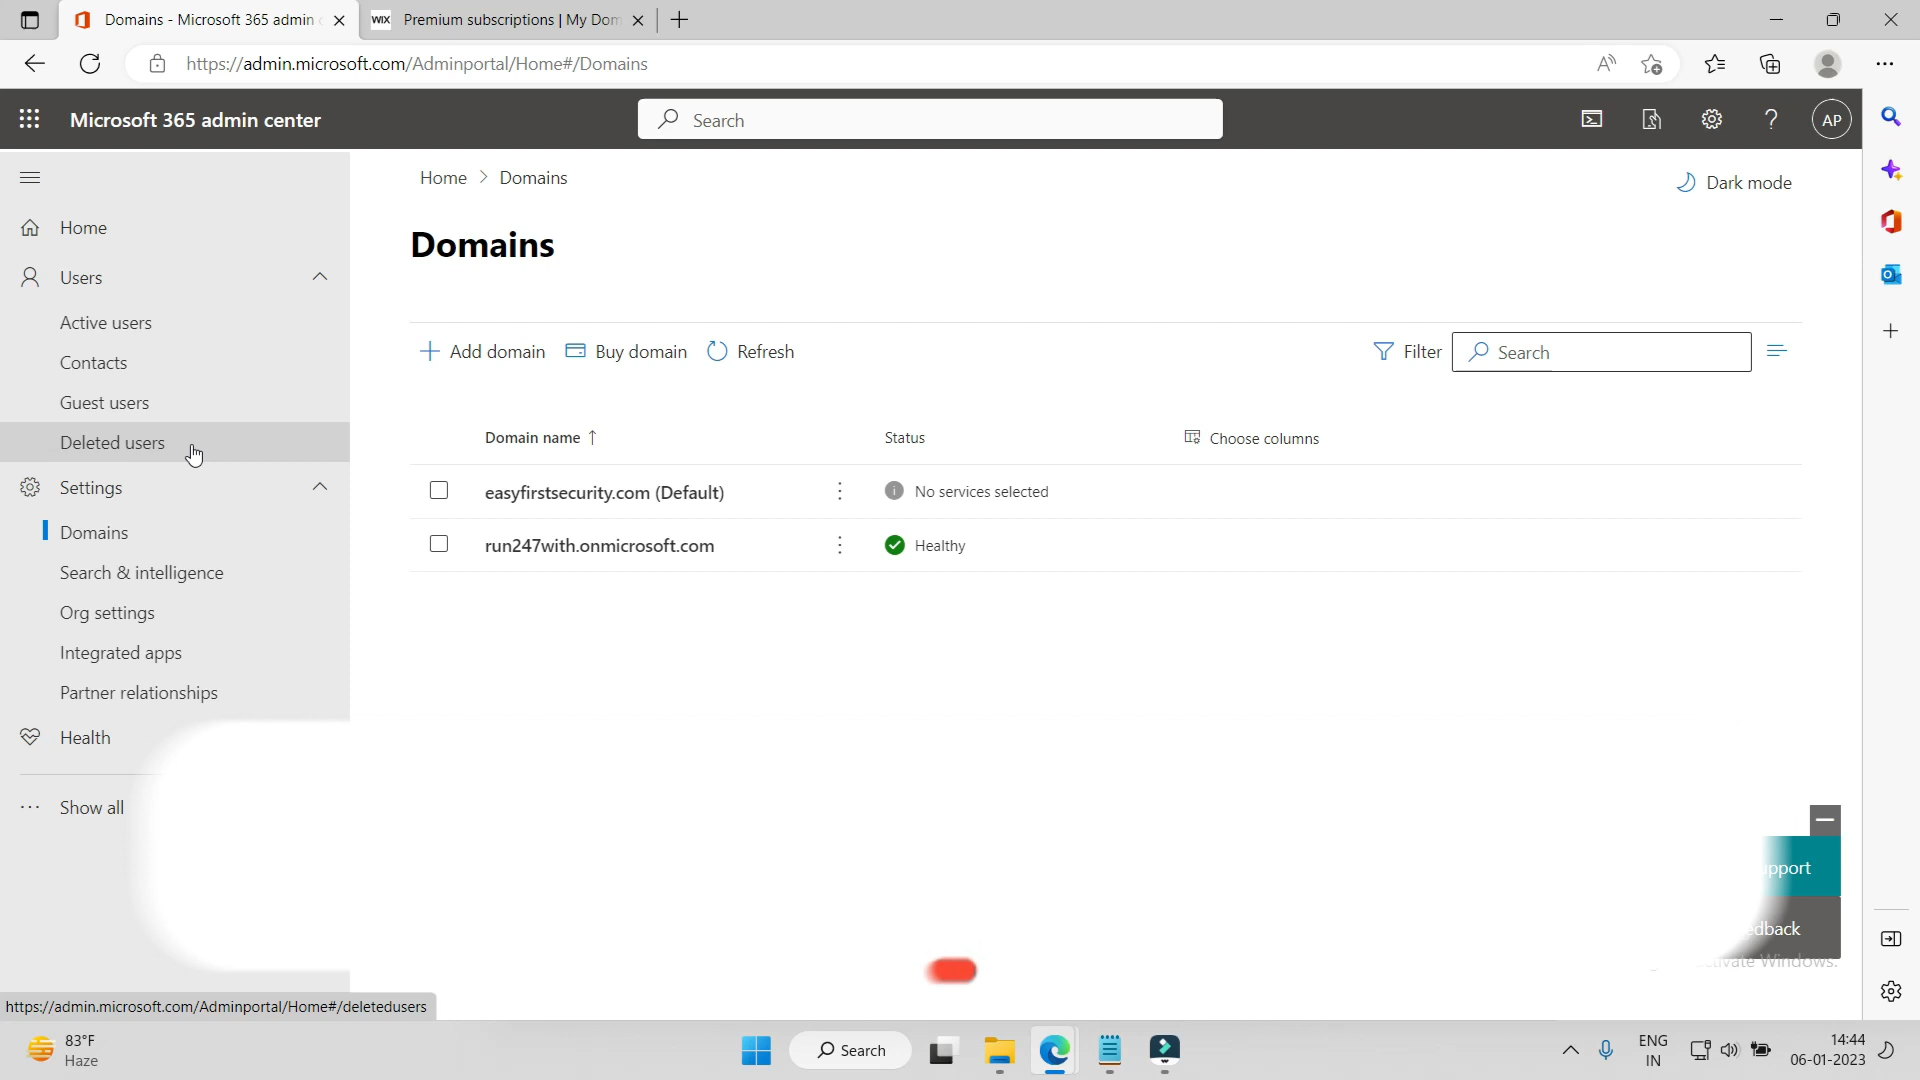 Domains - Microsoft 365 admin
WIX Premium subscriptions | My Dom
https://admin.microsoft.com/Adminportal/Home#/Domains
Microsoft 365 admin center
Search
AP
Home
Users
Active users
Contacts
Guest users
Deleted users
Settings
Domains
Search & intelligence
Org settings
Integrated apps
Partner relationships
Health
Show all
Home > Domains
Dark mode
Domains
Add domain
Buy domain
Refresh
Filter
Search
Domain name ↑
Status
Choose columns
easyfirstsecurity.com (Default)
No services selected
run247with.onmicrosoft.com
Healthy
pport
edback
Windows.
https://admin.microsoft.com/Adminportal/Home#/deletedusers
83°F
Haze
Search
ENG
IN
14:44
06-01-2023